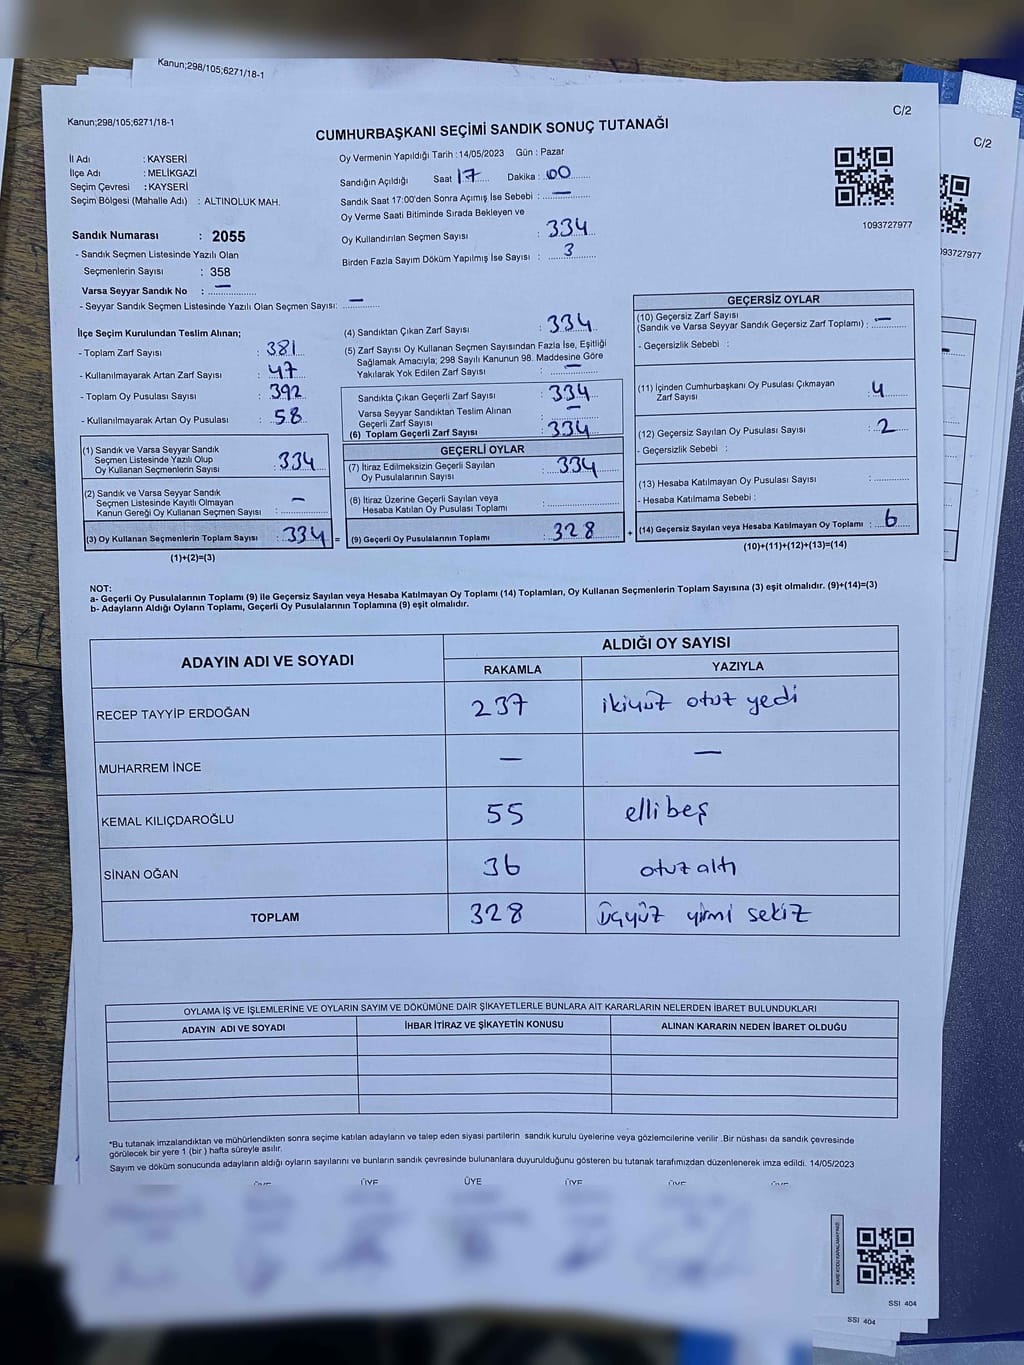 Kanun;298/105;6271/18-1
Kanun;298/105;6271/18-1
C/2
C/2
CUMHURBAŞKANI SEÇİMİ SANDIK SONUÇ TUTANAĞI
İl Adı : KAYSERİ
İlçe Adı : MELİKGAZİ
Seçim Çevresi : KAYSERİ
Seçim Bölgesi (Mahalle Adı) : ALTINOLUK MAH.
Oy Vermenin Yapıldığı Tarih : 14/05/2023 Gün : Pazar
Sandığın Açıldığı Saat 17 Dakika : 00
Sandık Saat 17:00'den Sonra Açımış İse Sebebi : —
Oy Verme Saati Bitiminde Sırada Bekleyen ve
Oy Kullandırılan Seçmen Sayısı : 334
Birden Fazla Sayım Döküm Yapılmış İse Sayısı : 3
1093727977
093727977
Sandık Numarası : 2055
- Sandık Seçmen Listesinde Yazılı Olan
Seçmenlerin Sayısı : 358
Varsa Seyyar Sandık No : —
- Seyyar Sandık Seçmen Listesinde Yazılı Olan Seçmen Sayısı: —
İlçe Seçim Kurulundan Teslim Alınan;
- Toplam Zarf Sayısı : 381
- Kullanılmayarak Artan Zarf Sayısı : 47
- Toplam Oy Pusulası Sayısı : 392
- Kullanılmayarak Artan Oy Pusulası : 58
(1) Sandık ve Varsa Seyyar Sandık
Seçmen Listesinde Yazılı Olup
Oy Kullanan Seçmenlerin Sayısı : 334
(2) Sandık ve Varsa Seyyar Sandık
Seçmen Listesinde Kayıtlı Olmayan
Kanun Gereği Oy Kullanan Seçmen Sayısı : —
(3) Oy Kullanan Seçmenlerin Toplam Sayısı : 334 =
(1)+(2)=(3)
(4) Sandıktan Çıkan Zarf Sayısı : 334
(5) Zarf Sayısı Oy Kullanan Seçmen Sayısından Fazla İse, Eşitliği
Sağlamak Amacıyla; 298 Sayılı Kanunun 98. Maddesine Göre
Yakılarak Yok Edilen Zarf Sayısı : —
Sandıkta Çıkan Geçerli Zarf Sayısı : 334
Varsa Seyyar Sandıktan Teslim Alınan
Geçerli Zarf Sayısı : —
(6) Toplam Geçerli Zarf Sayısı : 334
GEÇERLİ OYLAR
(7) İtiraz Edilmeksizin Geçerli Sayılan
Oy Pusulalarının Sayısı : 334
(8) İtiraz Üzerine Geçerli Sayılan veya
Hesaba Katılan Oy Pusulası Toplamı :
(9) Geçerli Oy Pusulalarının Toplamı : 328 +
GEÇERSİZ OYLAR
(10) Geçersiz Zarf Sayısı
(Sandık ve Varsa Seyyar Sandık Geçersiz Zarf Toplamı) : —
- Geçersizlik Sebebi :
(11) İçinden Cumhurbaşkanı Oy Pusulası Çıkmayan
Zarf Sayısı : 4
(12) Geçersiz Sayılan Oy Pusulası Sayısı : 2
- Geçersizlik Sebebi :
(13) Hesaba Katılmayan Oy Pusulası Sayısı :
- Hesaba Katılmama Sebebi :
(14) Geçersiz Sayılan veya Hesaba Katılmayan Oy Toplamı : 6
(10)+(11)+(12)+(13)=(14)
NOT:
a- Geçerli Oy Pusulalarının Toplamı (9) ile Geçersiz Sayılan veya Hesaba Katılmayan Oy Toplamı (14) Toplamları, Oy Kullanan Seçmenlerin Toplam Sayısına (3) eşit olmalıdır. (9)+(14)=(3)
b- Adayların Aldığı Oyların Toplamı, Geçerli Oy Pusulalarının Toplamına (9) eşit olmalıdır.
ADAYIN ADI VE SOYADI ALDIĞI OY SAYISI
RAKAMLA YAZIYLA
RECEP TAYYİP ERDOĞAN 237 ikiyüz otuz yedi
MUHARREM İNCE — —
KEMAL KILIÇDAROĞLU 55 elli beş
SİNAN OĞAN 36 otuz altı
TOPLAM 328 üçyüz yirmi sekiz
OYLAMA İŞ VE İŞLEMLERİNE VE OYLARIN SAYIM VE DÖKÜMÜNE DAİR ŞİKAYETLERLE BUNLARA AİT KARARLARIN NELERDEN İBARET BULUNDUKLARI
ADAYIN ADI VE SOYADI İHBAR İTİRAZ VE ŞİKAYETİN KONUSU ALINAN KARARIN NEDEN İBARET OLDUĞU
*Bu tutanak imzalandıktan ve mühürlendikten sonra seçime katılan adayların ve talep eden siyasi partilerin sandık kurulu üyelerine veya gözlemcilerine verilir .Bir nüshası da sandık çevresinde
görülecek bir yere 1 (bir ) hafta süreyle asılır.
Sayım ve döküm sonucunda adayların aldığı oyların sayılarını ve bunların sandık çevresinde bulunanlara duyurulduğunu gösteren bu tutanak tarafımızdan düzenlenerek imza edildi. 14/05/2023
ÜYE ÜYE ÜYE ÜYE ÜYE ÜYE
SSI 404
SSI 404